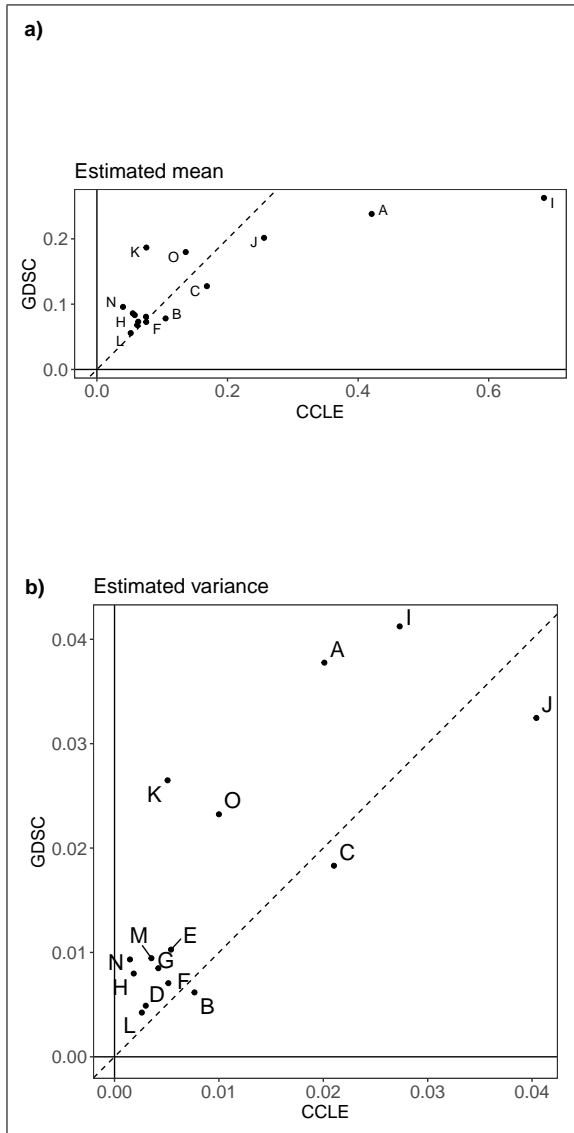 a)
Estimated mean
GDSC
0.2
0.1
0.0
I
A
J
K
O
C
N
B
H
F
L
0.0 0.2 0.4 0.6
CCLE
b) Estimated variance
GDSC
0.04
0.03
0.02
0.01
0.00
I
A
J
K
O
C
M
E
N
G
H
D
F
B
L
0.00 0.01 0.02 0.03 0.04
CCLE